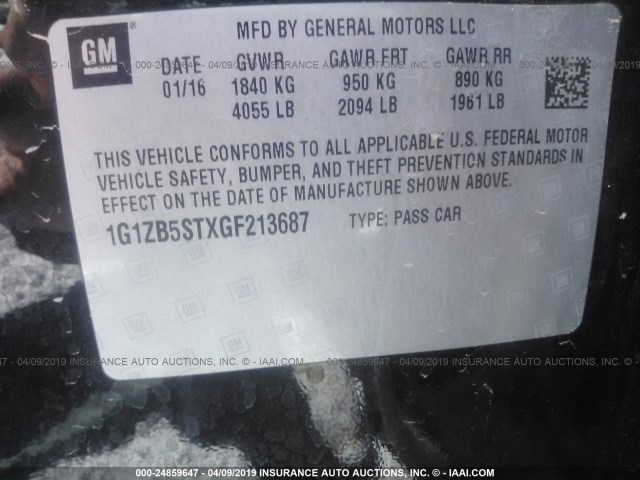 MFD BY GENERAL MOTORS LLC
GM
DATE GVWR GAWR FRT GAWR RR
01/16 1840 KG 950 KG 890 KG
4055 LB 2094 LB 1961 LB
THIS VEHICLE CONFORMS TO ALL APPLICABLE U.S. FEDERAL MOTOR
VEHICLE SAFETY, BUMPER, AND THEFT PREVENTION STANDARDS IN
EFFECT ON THE DATE OF MANUFACTURE SHOWN ABOVE.
1G1ZB5STXGF213687 TYPE: PASS CAR
000-24859647 - 04/09/2019 INSURANCE AUTO AUCTIONS, INC. © - IAAI.COM